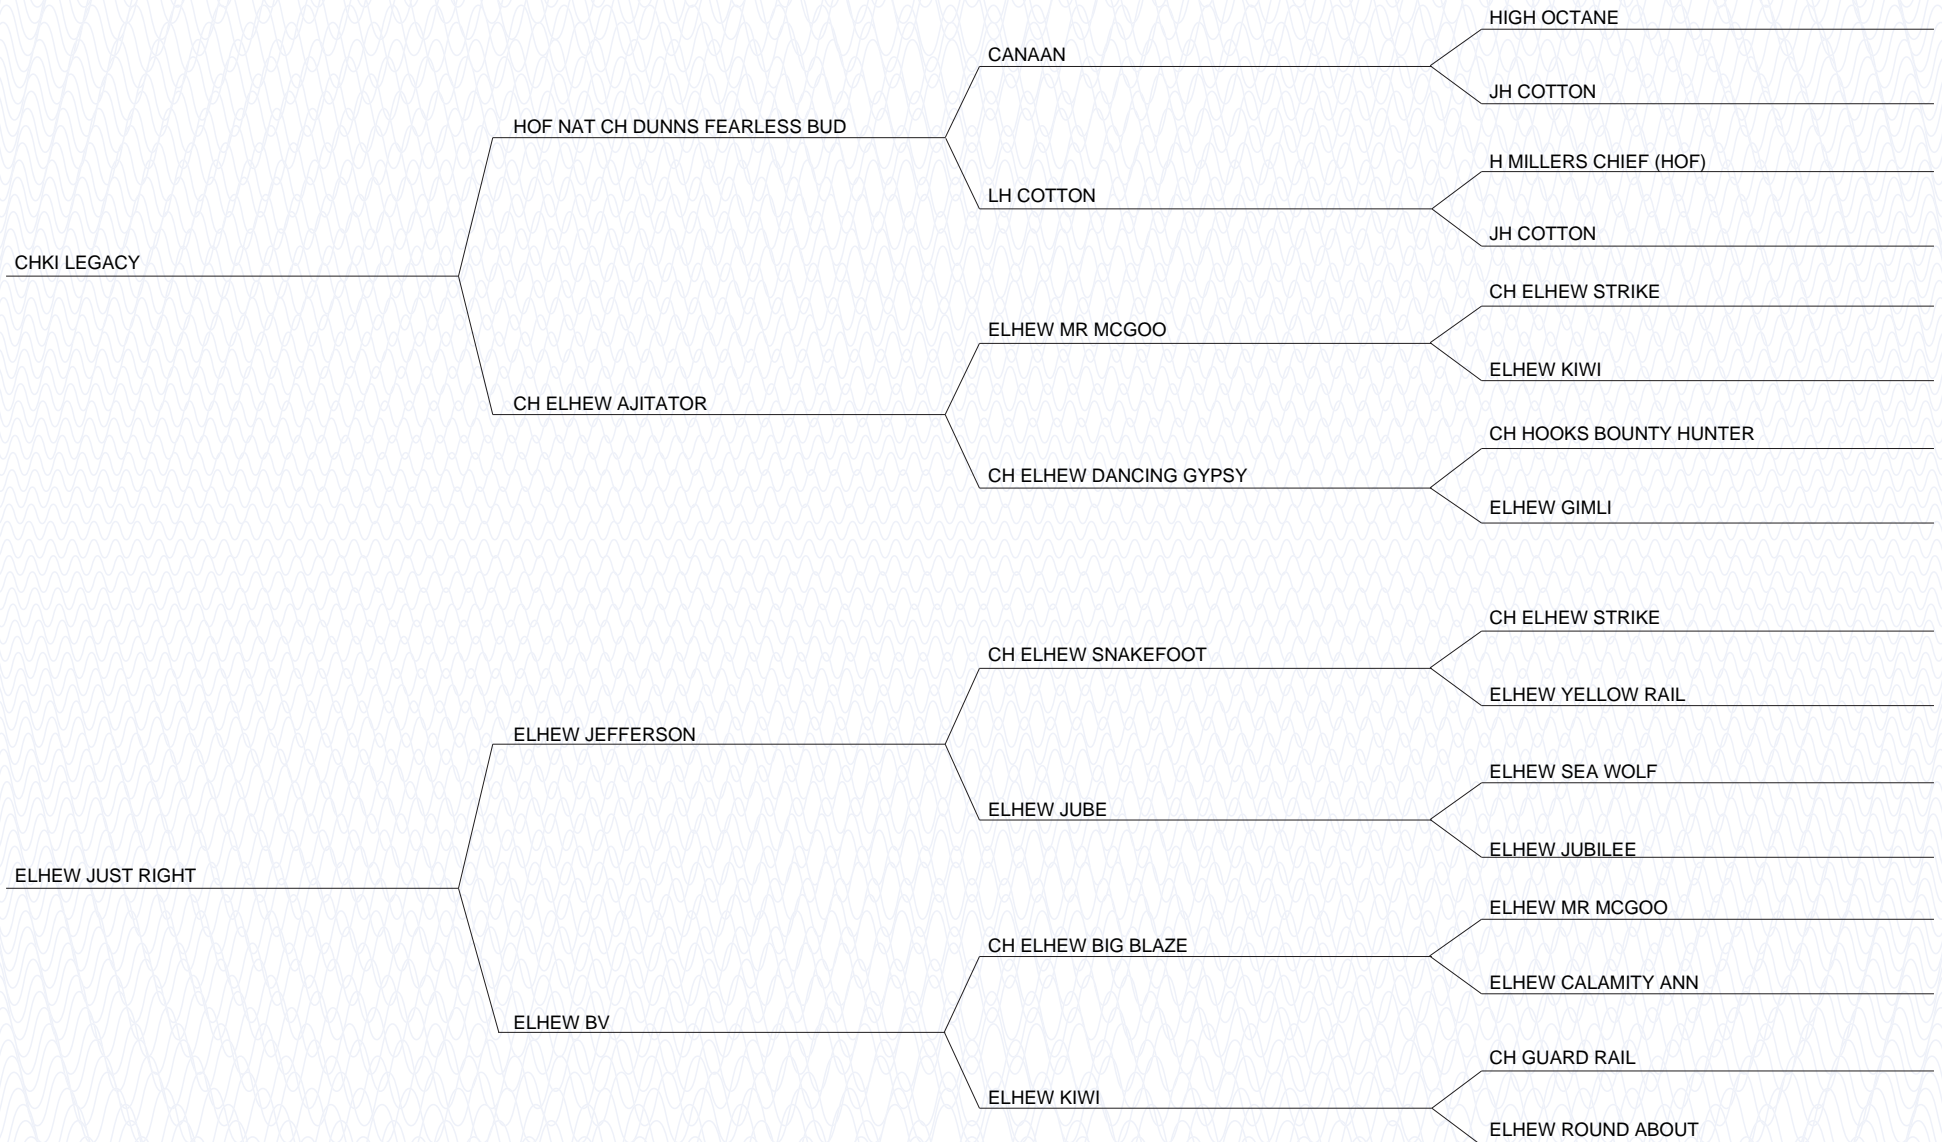 HIGH OCTANE
CANAAN
JH COTTON
HOF NAT CH DUNNS FEARLESS BUD
H MILLERS CHIEF (HOF)
LH COTTON
JH COTTON
CHKI LEGACY
CH ELHEW STRIKE
ELHEW MR MCGOO
ELHEW KIWI
CH ELHEW AJITATOR
CH HOOKS BOUNTY HUNTER
CH ELHEW DANCING GYPSY
ELHEW GIMLI
CH ELHEW STRIKE
CH ELHEW SNAKEFOOT
ELHEW YELLOW RAIL
ELHEW JEFFERSON
ELHEW SEA WOLF
ELHEW JUBE
ELHEW JUBILEE
ELHEW JUST RIGHT
ELHEW MR MCGOO
CH ELHEW BIG BLAZE
ELHEW CALAMITY ANN
ELHEW BV
CH GUARD RAIL
ELHEW KIWI
ELHEW ROUND ABOUT